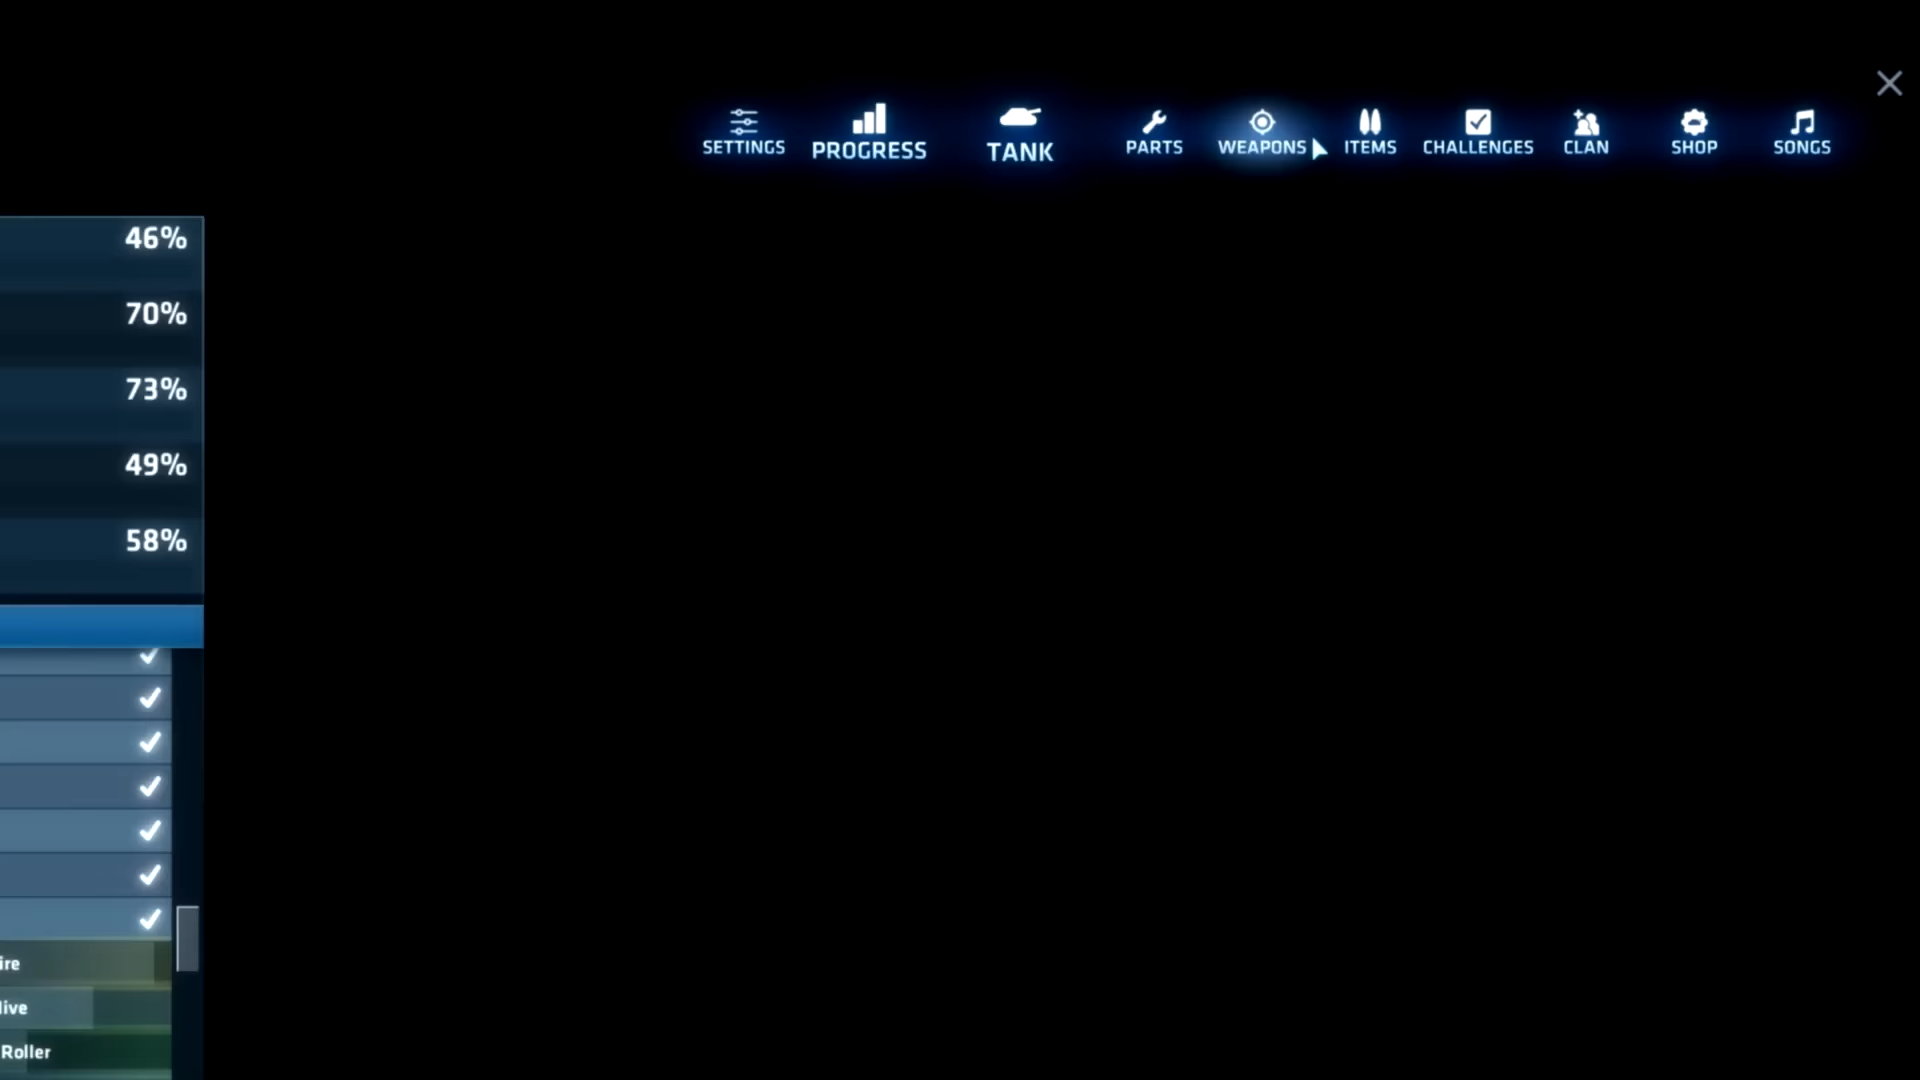 SETTINGS
PROGRESS
TANK
PARTS
WEAPONS
ITEMS
CHALLENGES
CLAN
SHOP
SONGS
46%
70%
73%
49%
58%
ire
live
Roller